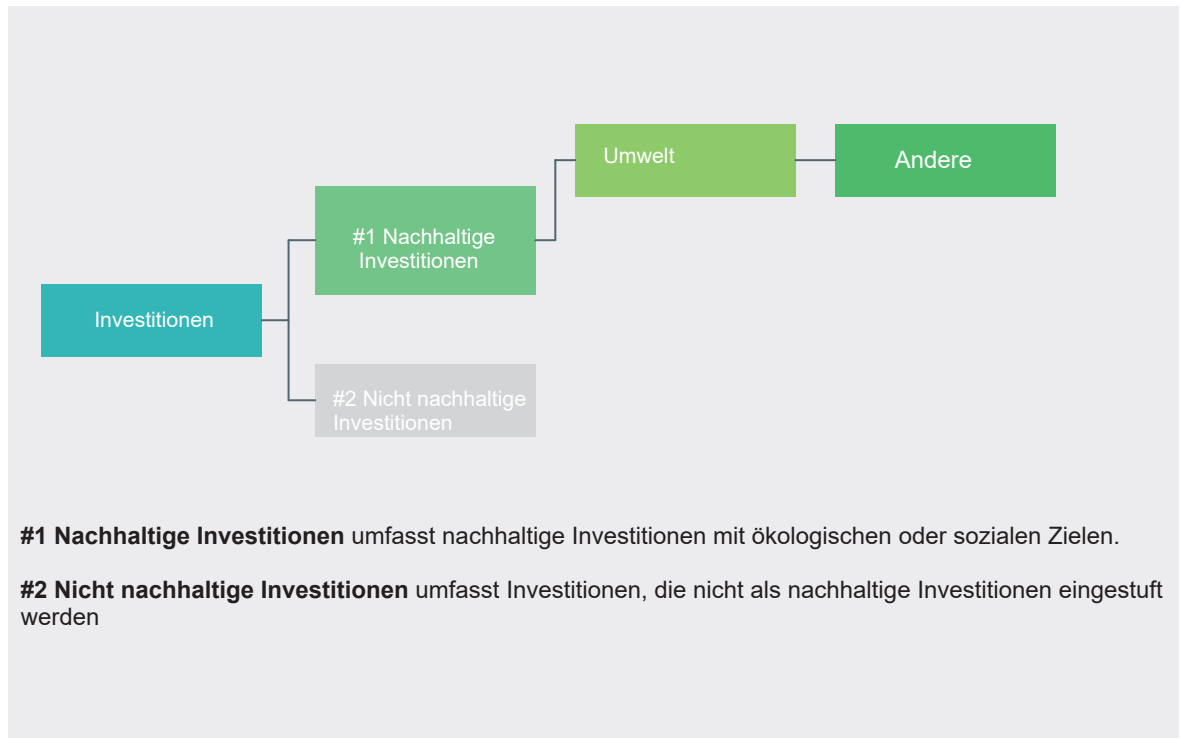 Umwelt
Andere
#1 Nachhaltige
Investitionen
Investitionen
#2 Nicht nachhaltige
Investitionen
#1 Nachhaltige Investitionen umfasst nachhaltige Investitionen mit ökologischen oder sozialen Zielen.
#2 Nicht nachhaltige Investitionen umfasst Investitionen, die nicht als nachhaltige Investitionen eingestuft
werden